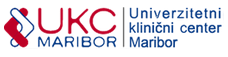 UKC
MARIBOR
Univerzitetni
klinični center
Maribor